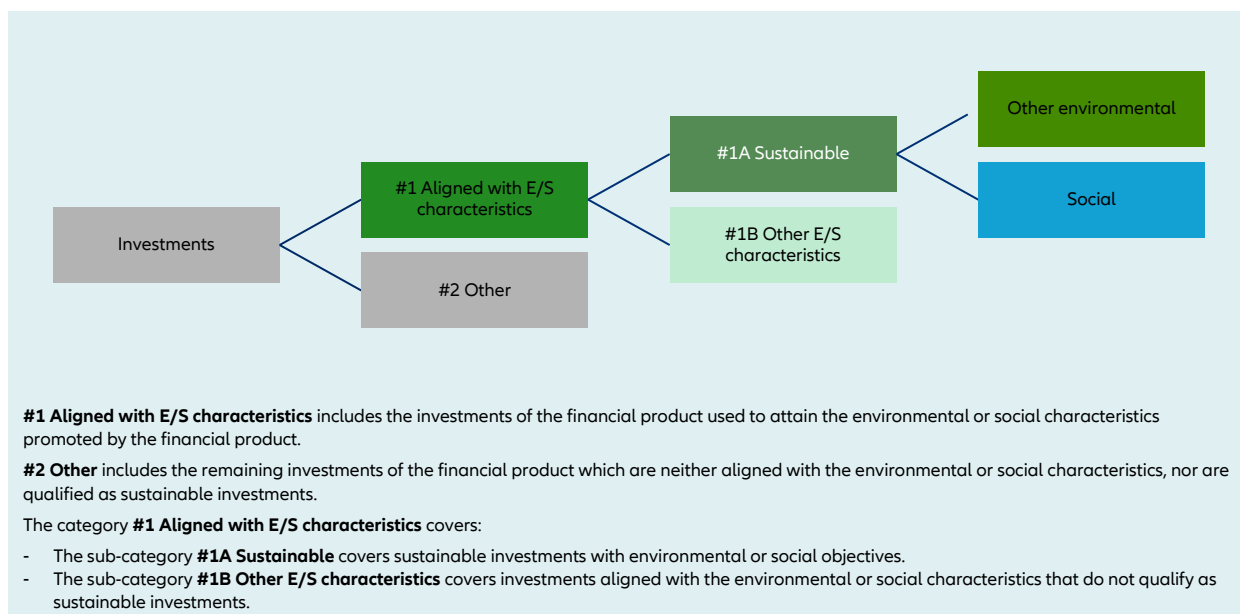 Other environmental
#1A Sustainable
#1 Aligned with E/S
characteristics
Social
Investments
#1B Other E/S
characteristics
#2 Other
#1 Aligned with E/S characteristics includes the investments of the financial product used to attain the environmental or social characteristics
promoted by the financial product.
#2 Other includes the remaining investments of the financial product which are neither aligned with the environmental or social characteristics, nor are
qualified as sustainable investments.
The category #1 Aligned with E/S characteristics covers:
- The sub-category #1A Sustainable covers sustainable investments with environmental or social objectives.
- The sub-category #1B Other E/S characteristics covers investments aligned with the environmental or social characteristics that do not qualify as
sustainable investments.